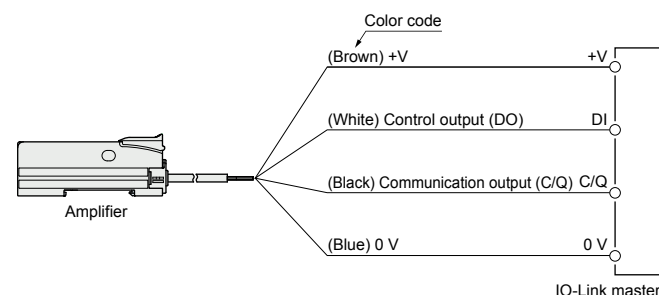 Color code
(Brown) +V +V
(White) Control output (DO) DI
(Black) Communication output (C/Q) C/Q
Amplifier
(Blue) 0 V 0 V
IO-Link master